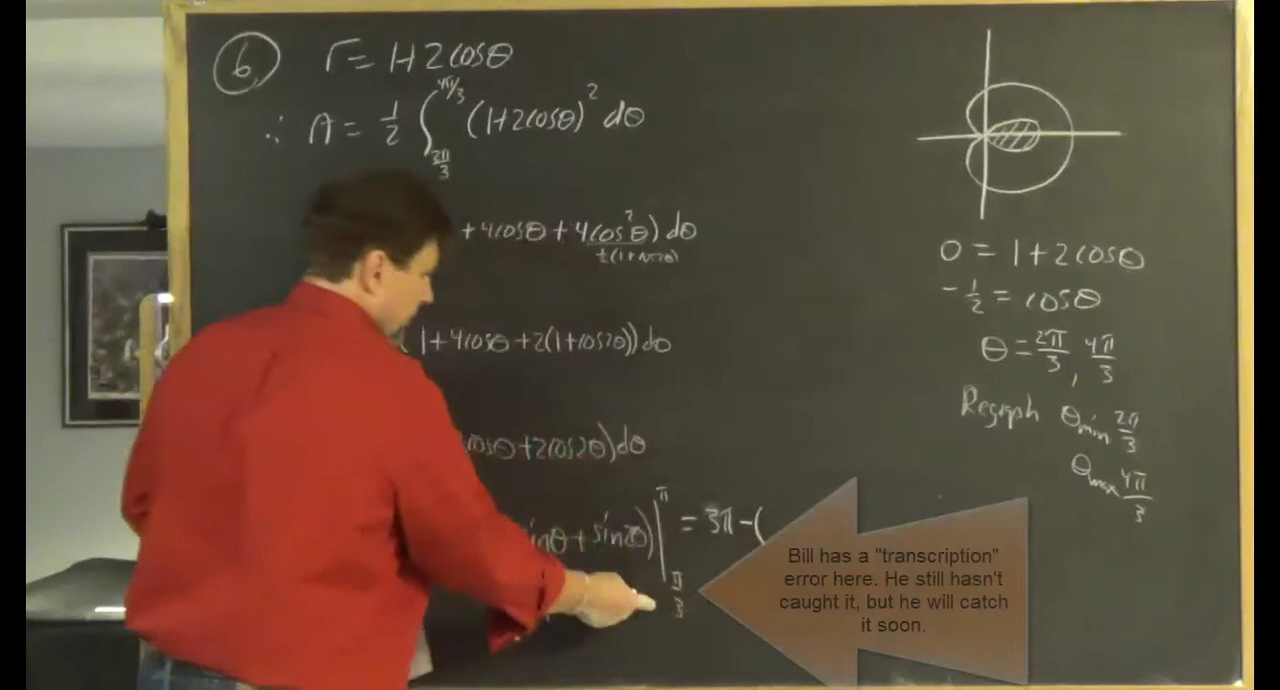 6. r = 1+2cosθ
∴ A = 1/2 ∫ 2π/3 4π/3 (1+2cosθ)² dθ
+ 4cosθ + 4cos²θ) dθ
1/2(1+cos2θ)
1+4cosθ+2(1+cos2θ)) dθ
cosθ+2cos2θ) dθ
inθ + sin2θ) | π/3 π = 3π - (
0 = 1+2cosθ
-1/2 = cosθ
θ = 2π/3, 4π/3
Regraph θmin 2π/3
θmax 4π/3
Bill has a "transcription"
error here. He still hasn't
caught it, but he will catch
it soon.